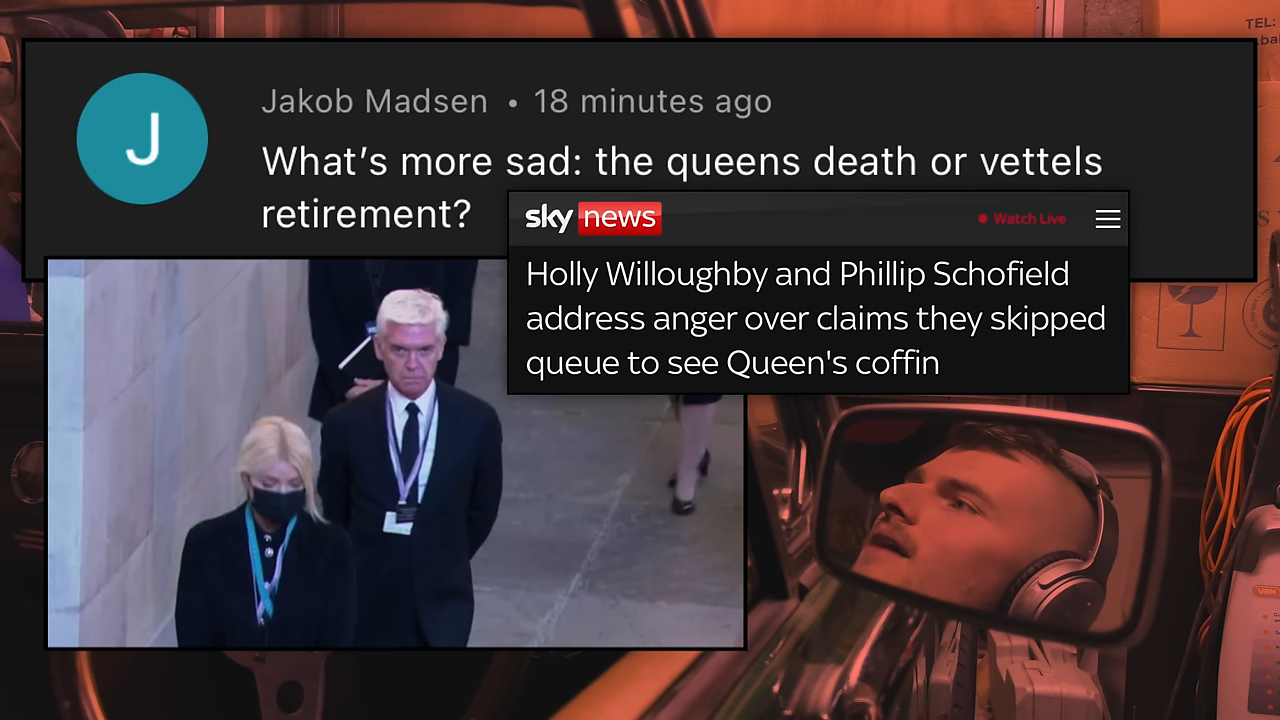 J
Jakob Madsen • 18 minutes ago
What's more sad: the queens death or vettels
retirement?
sky news
Watch Live
Holly Willoughby and Phillip Schofield
address anger over claims they skipped
queue to see Queen's coffin
TEL: